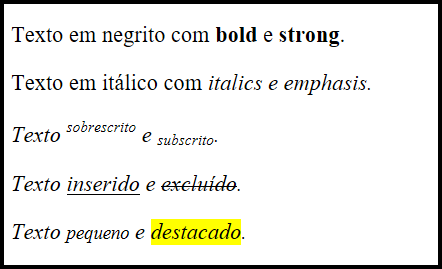 Texto em negrito com bold e strong.
Texto em itálico com italics e emphasis.
Texto sobrescrito e subscrito.
Texto inserido e excluído.
Texto pequeno e destacado.